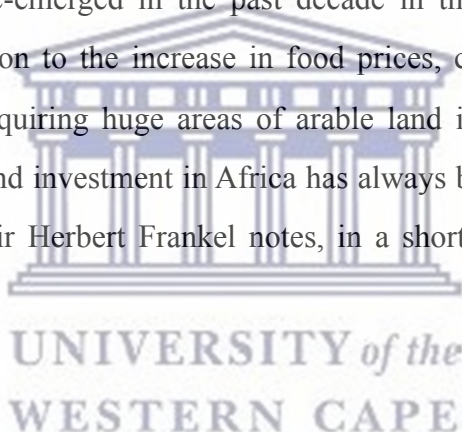 -emerged in the past decade in th
on to the increase in food prices, c
quiring huge areas of arable land i
nd investment in Africa has always b
ir Herbert Frankel notes, in a short
UNIVERSITY of the
WESTERN CAPE